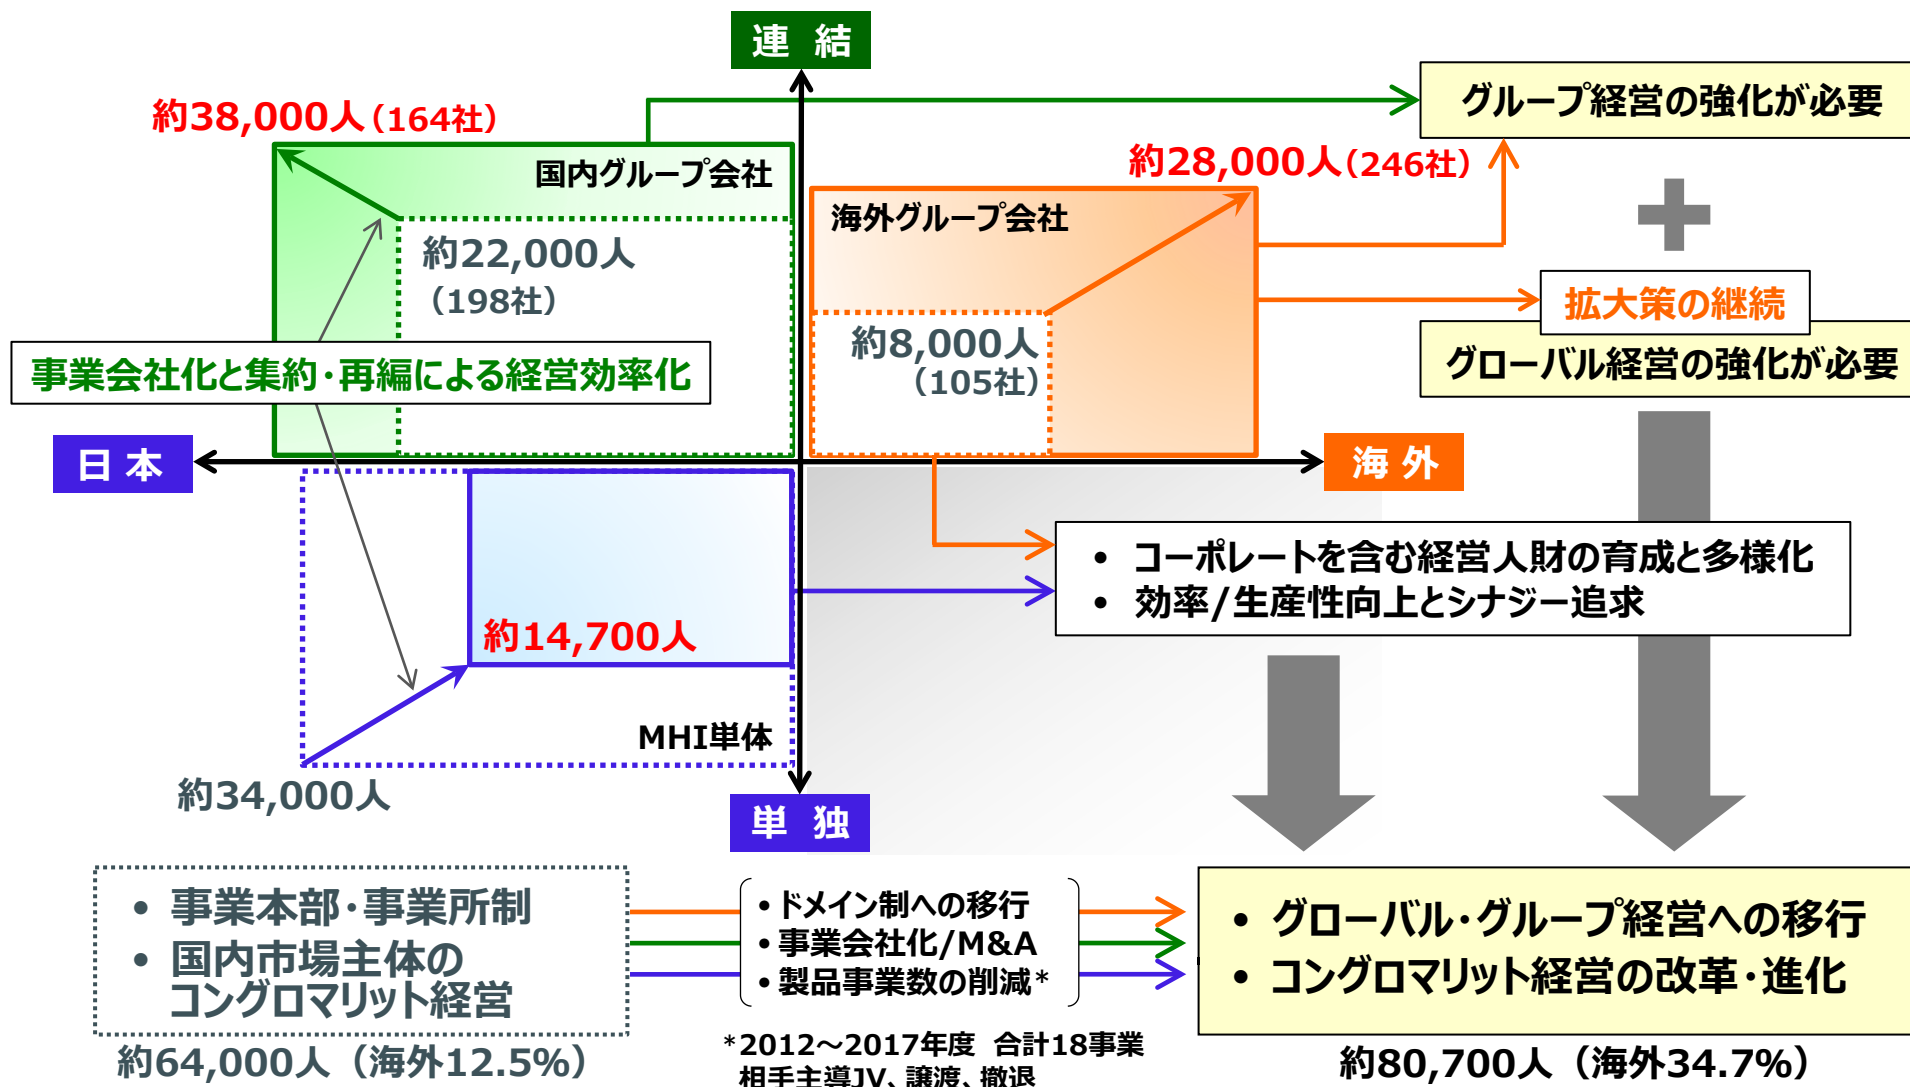 連 結
約38,000人（164社）
グループ経営の強化が必要
国内グループ会社
約28,000人（246社）
海外グループ会社
約22,000人
（198社）
拡大策の継続
約8,000人
（105社）
事業会社化と集約・再編による経営効率化
グローバル経営の強化が必要
日 本
海 外
• コーポレートを含む経営人財の育成と多様化
• 効率/生産性向上とシナジー追求
約14,700人
MHI単体
約34,000人
単 独
• 事業本部・事業所制
• 国内市場主体の
コングロマリット経営
約64,000人（海外12.5%）
• ドメイン制への移行
• 事業会社化/M&A
• 製品事業数の削減*
*2012～2017年度 合計18事業
相手主導JV、譲渡、撤退
• グローバル・グループ経営への移行
• コングロマリット経営の改革・進化
約80,700人（海外34.7%）